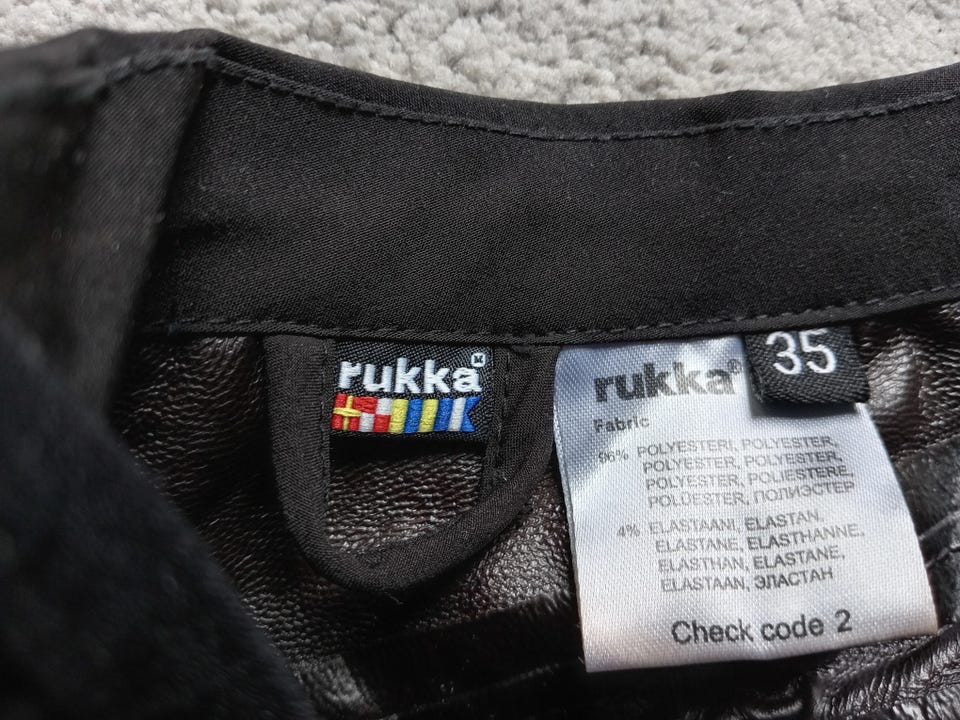 rukka
M
35
rukka®
Fabric
96% POLYESTERI, POLYESTER,
POLYESTER, POLYESTER,
POLYESTER, POLIESTERE,
POLÜESTER, ПОЛИЭСТЕР
4% ELASTAANI, ELASTAN,
ELASTANE, ELASTHANNE,
ELASTHAN, ELASTANE,
ELASTAAN, ЭЛАСТАН
Check code 2